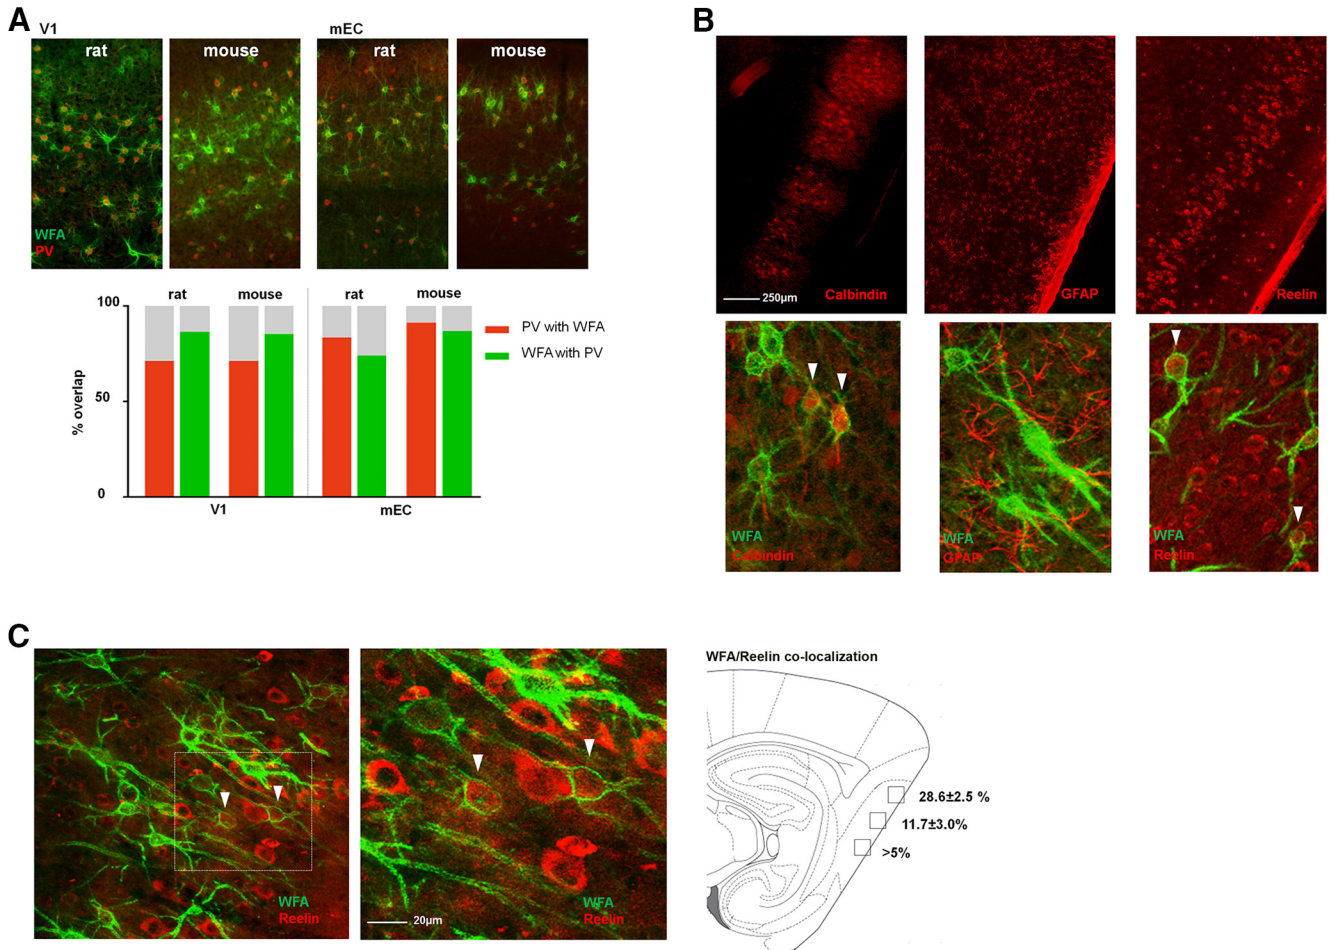 A
V1
mEC
rat
mouse
rat
mouse
WFA
PV
rat
mouse
rat
mouse
100
50
0
% overlap
V1
mEC
PV with WFA
WFA with PV
B
250µm
Calbindin
GFAP
Reelin
WFA
Calbindin
WFA
GFAP
WFA
Reelin
C
WFA
Reelin
20µm
WFA
Reelin
WFA/Reelin co-localization
28.6±2.5 %
11.7±3.0%
>5%